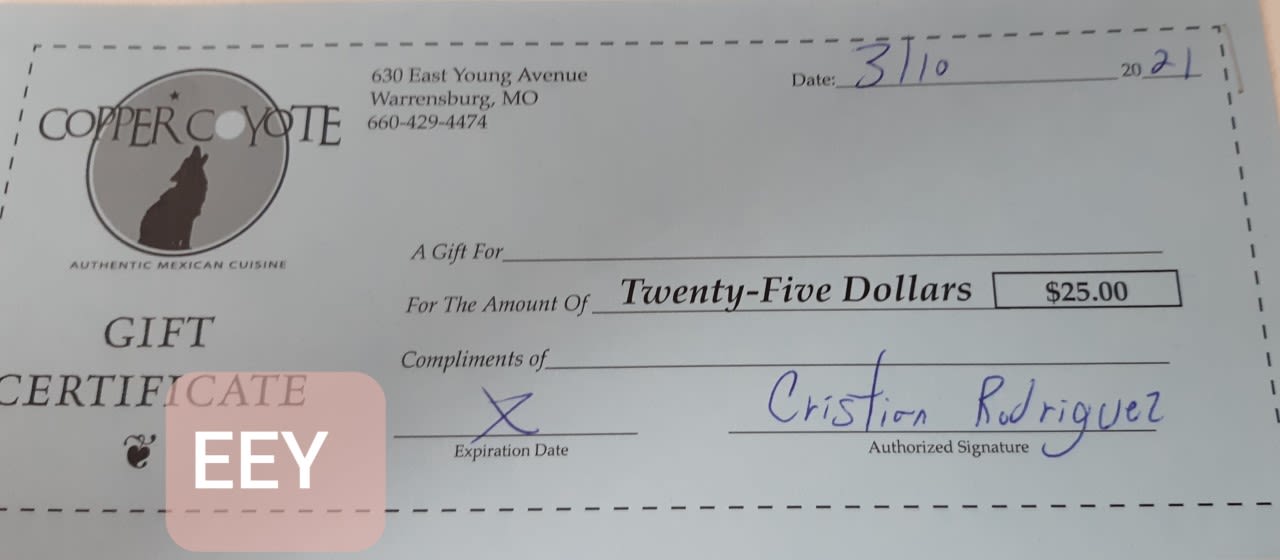 COPPER COYOTE
AUTHENTIC MEXICAN CUISINE
GIFT
CERTIFICATE
EEY
630 East Young Avenue
Warrensburg, MO
660-429-4474
Date: 3/10 2021
A Gift For
For The Amount Of Twenty-Five Dollars $25.00
Compliments of
X
Expiration Date
Cristian Rodriguez
Authorized Signature